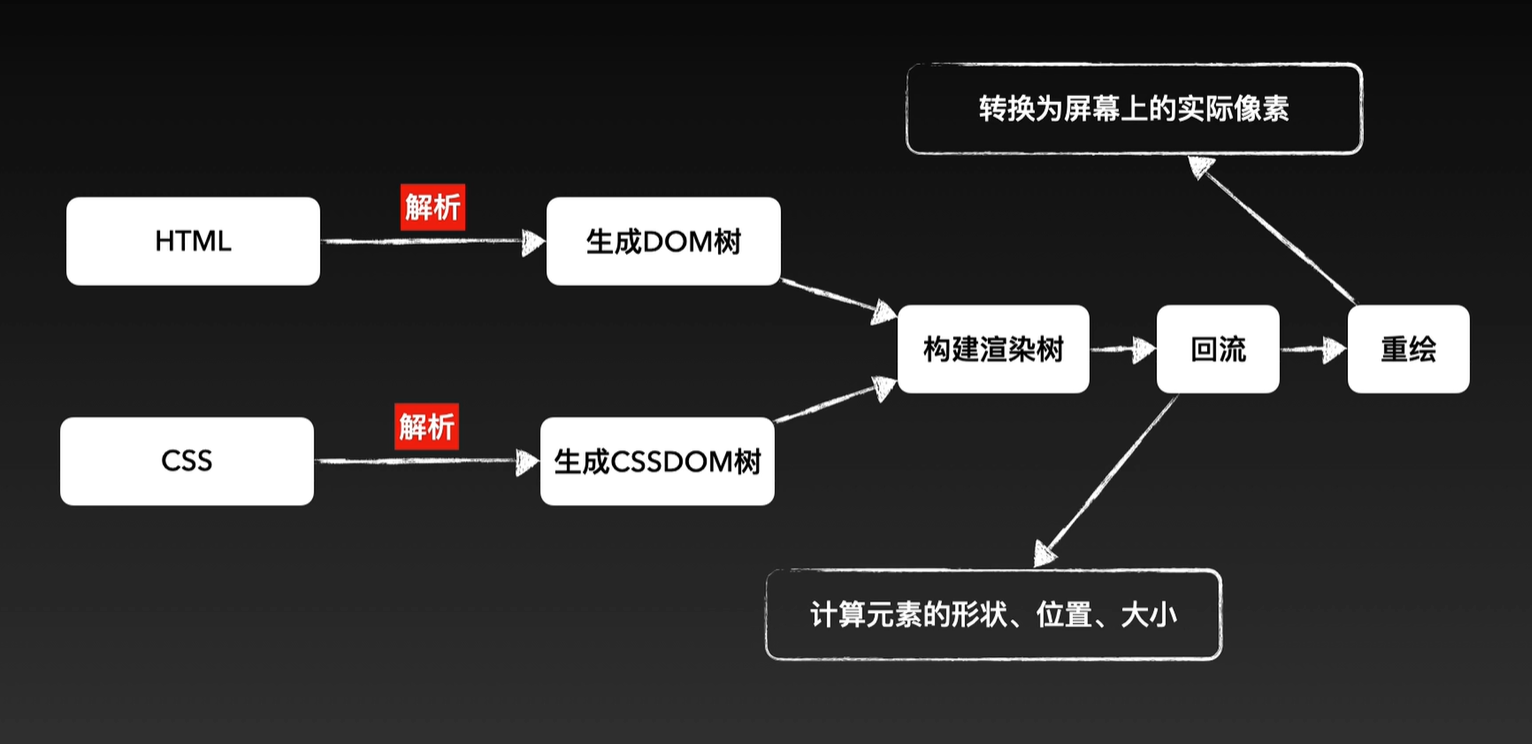 转换为屏幕上的实际像素
HTML
解析
生成DOM树
构建渲染树
回流
重绘
CSS
解析
生成CSSDOM树
计算元素的形状、位置、大小